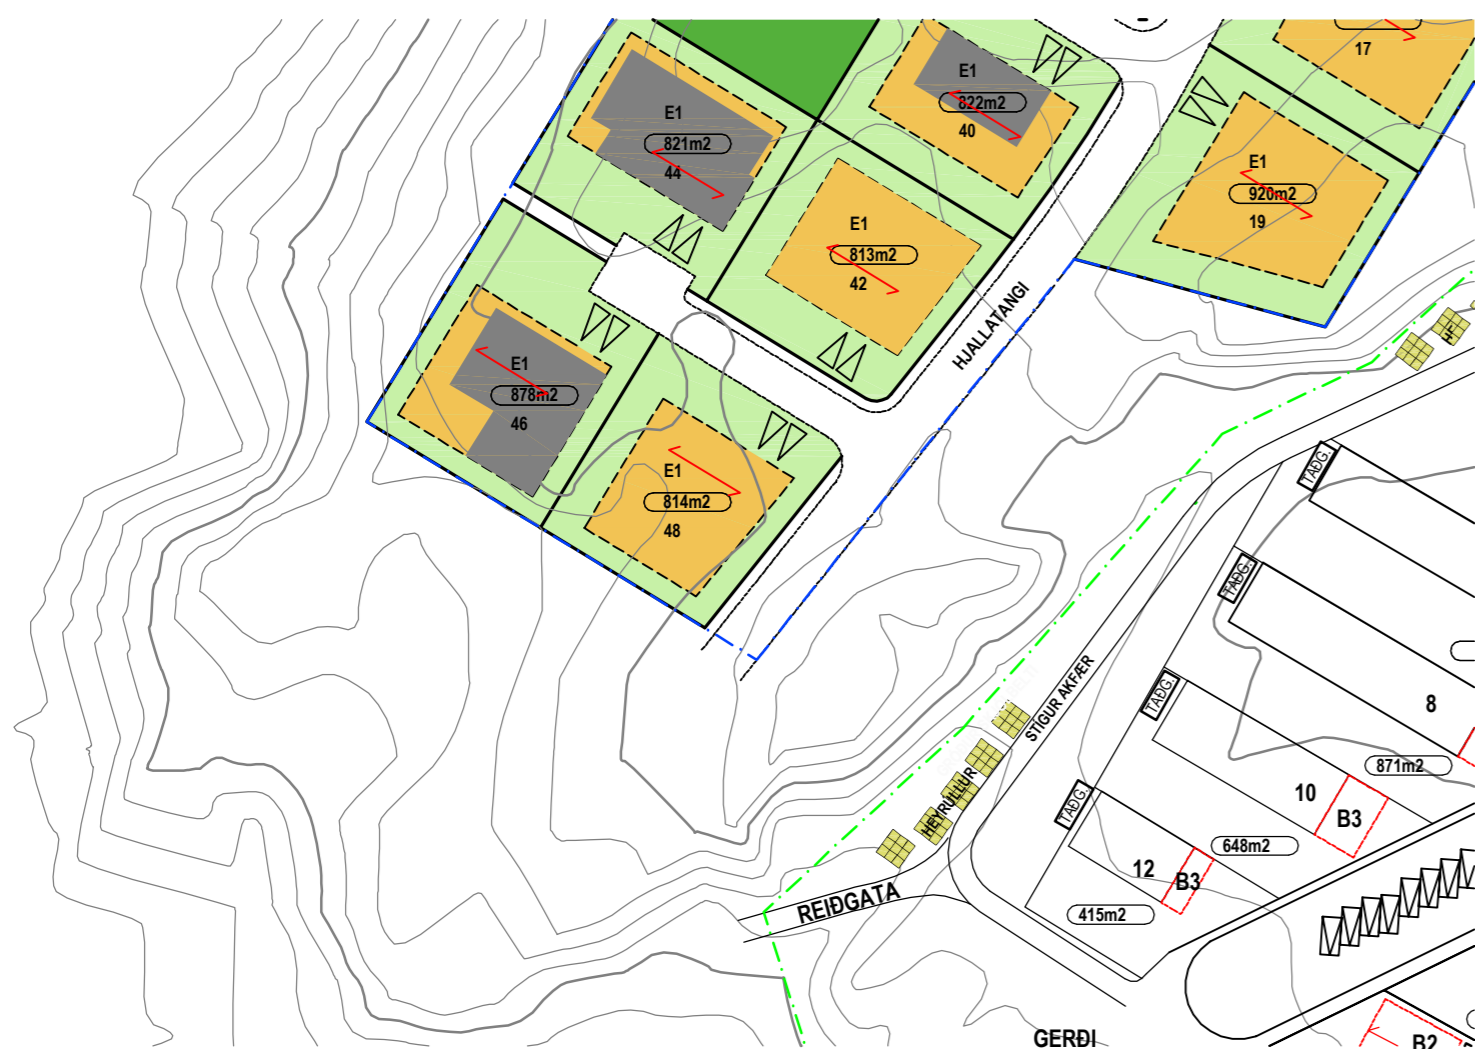 17
E1
822m2
40
E1
821m2
44
E1
920m2
19
E1
813m2
42
HJALLATANGI
E1
878m2
46
E1
814m2
48
TAÐG.
TAÐG.
TAÐG.
TAÐG.
STÍGUR AKFÆR
HEYRÚLLUR
REIÐGATA
8
871m2
10
B3
648m2
12
B3
415m2
GERÐI
B2